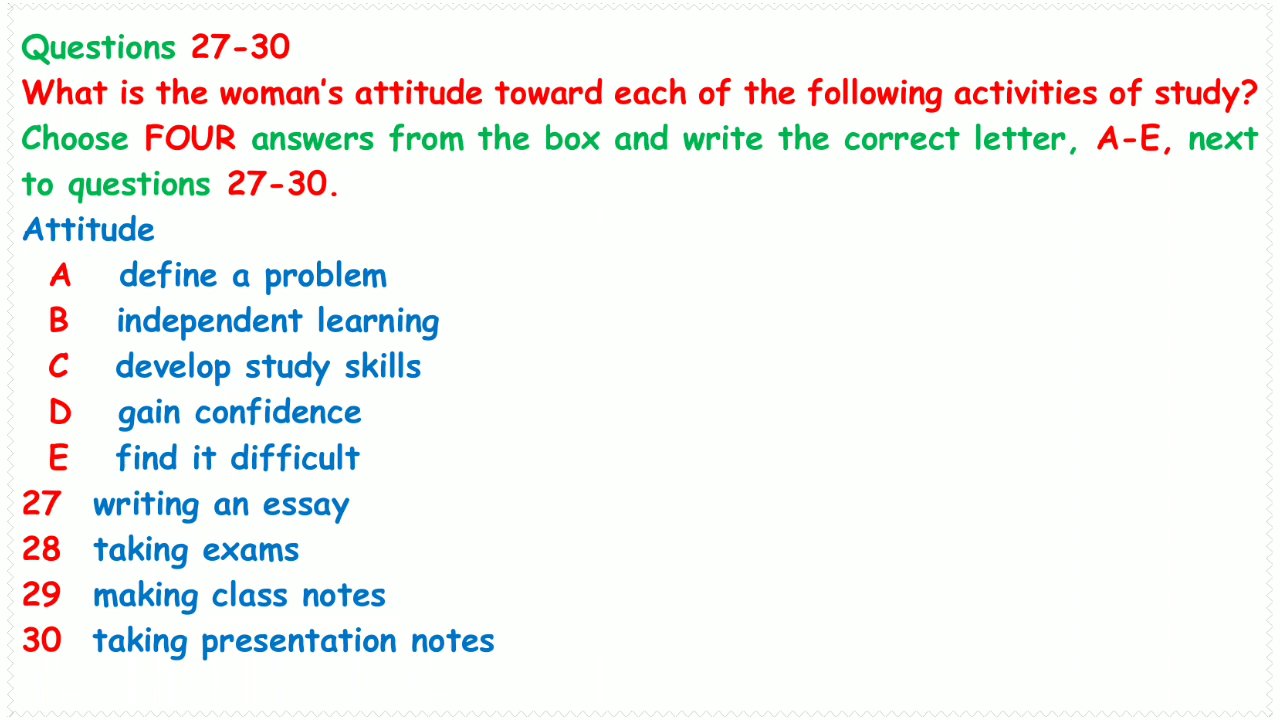 Questions 27-30
What is the woman's attitude toward each of the following activities of study?
Choose FOUR answers from the box and write the correct letter, A-E, next
to questions 27-30.
Attitude
A define a problem
B independent learning
C develop study skills
D gain confidence
E find it difficult
27 writing an essay
28 taking exams
29 making class notes
30 taking presentation notes